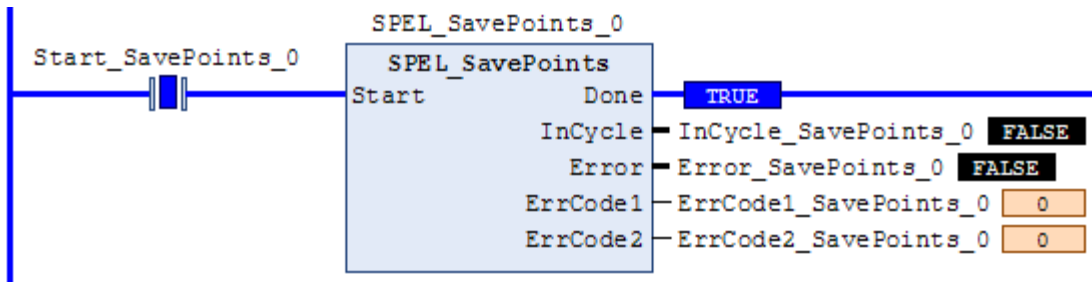 SPEL_SavePoints_0
Start_SavePoints_0
SPEL_SavePoints
Start Done TRUE
InCycle InCycle_SavePoints_0 FALSE
Error Error_SavePoints_0 FALSE
ErrCode1 ErrCode1_SavePoints_0 0
ErrCode2 ErrCode2_SavePoints_0 0